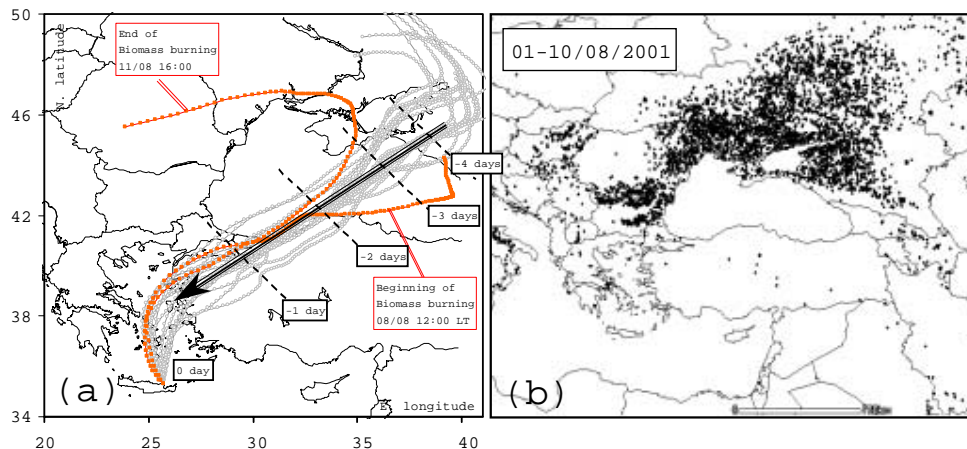 50
46
42
38
34
20
25
30
35
40
N. latitude
E longitude
End of
Biomass burning
11/08 16:00
-4 days
-3 days
-2 days
-1 day
0 day
Beginning of
Biomass burning
08/08 12:00 LT
(a)
01-10/08/2001
(b)
0